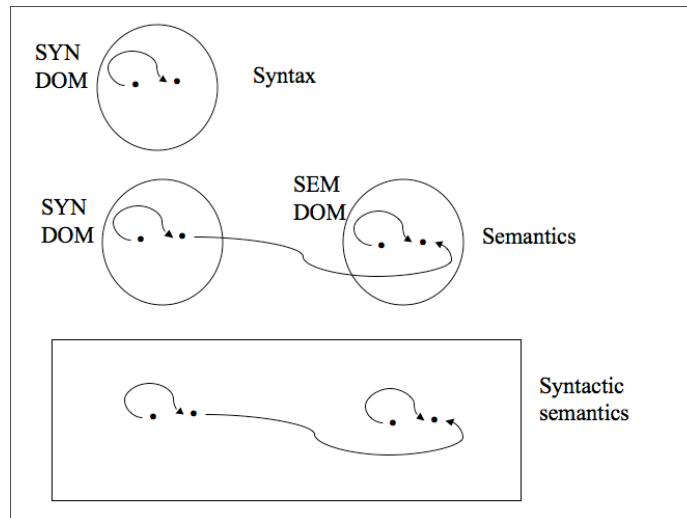 SYN
DOM
Syntax
SYN
DOM
SEM
DOM
Semantics
Syntactic
semantics